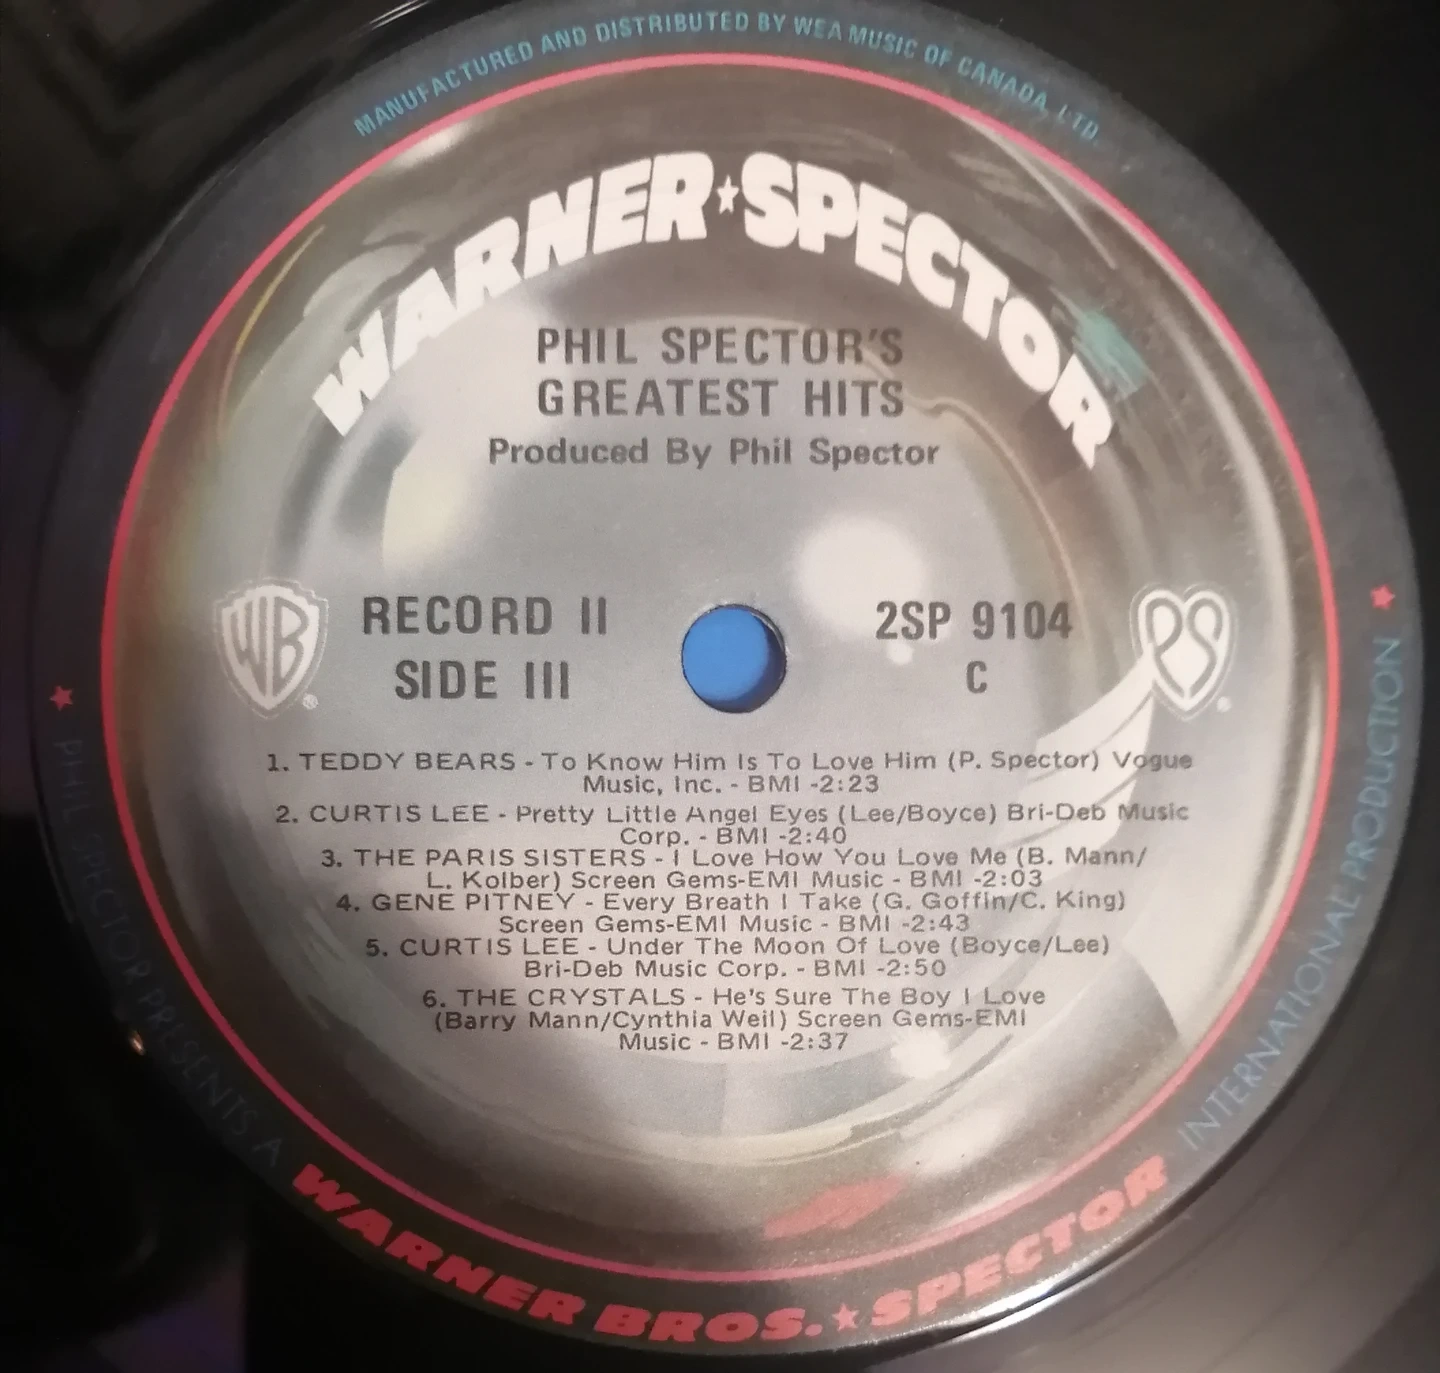 MANUFACTURED AND DISTRIBUTED BY WEA MUSIC OF CANADA, LTD.
WARNER★SPECTOR
PHIL SPECTOR'S
GREATEST HITS
Produced By Phil Spector
WB
RECORD II
SIDE III
2SP 9104
C
PS
1. TEDDY BEARS - To Know Him Is To Love Him (P. Spector) Vogue
Music, Inc. - BMI -2:23
2. CURTIS LEE - Pretty Little Angel Eyes (Lee/Boyce) Bri-Deb Music
Corp. - BMI -2:40
3. THE PARIS SISTERS - I Love How You Love Me (B. Mann/
L. Kolber) Screen Gems-EMI Music - BMI -2:03
4. GENE PITNEY - Every Breath I Take (G. Goffin/C. King)
Screen Gems-EMI Music - BMI -2:43
5. CURTIS LEE - Under The Moon Of Love (Boyce/Lee)
Bri-Deb Music Corp. - BMI -2:50
6. THE CRYSTALS - He's Sure The Boy I Love
(Barry Mann/Cynthia Weil) Screen Gems-EMI
Music - BMI -2:37
★ PHIL SPECTOR PRESENTS A WARNER BROS.★SPECTOR INTERNATIONAL PRODUCTION ★